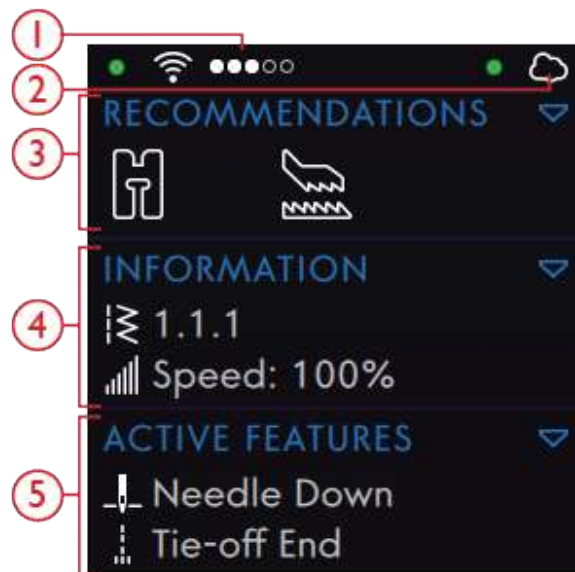 1
2
RECOMMENDATIONS
3
INFORMATION
4
1.1.1
Speed: 100%
ACTIVE FEATURES
5
Needle Down
Tie-off End